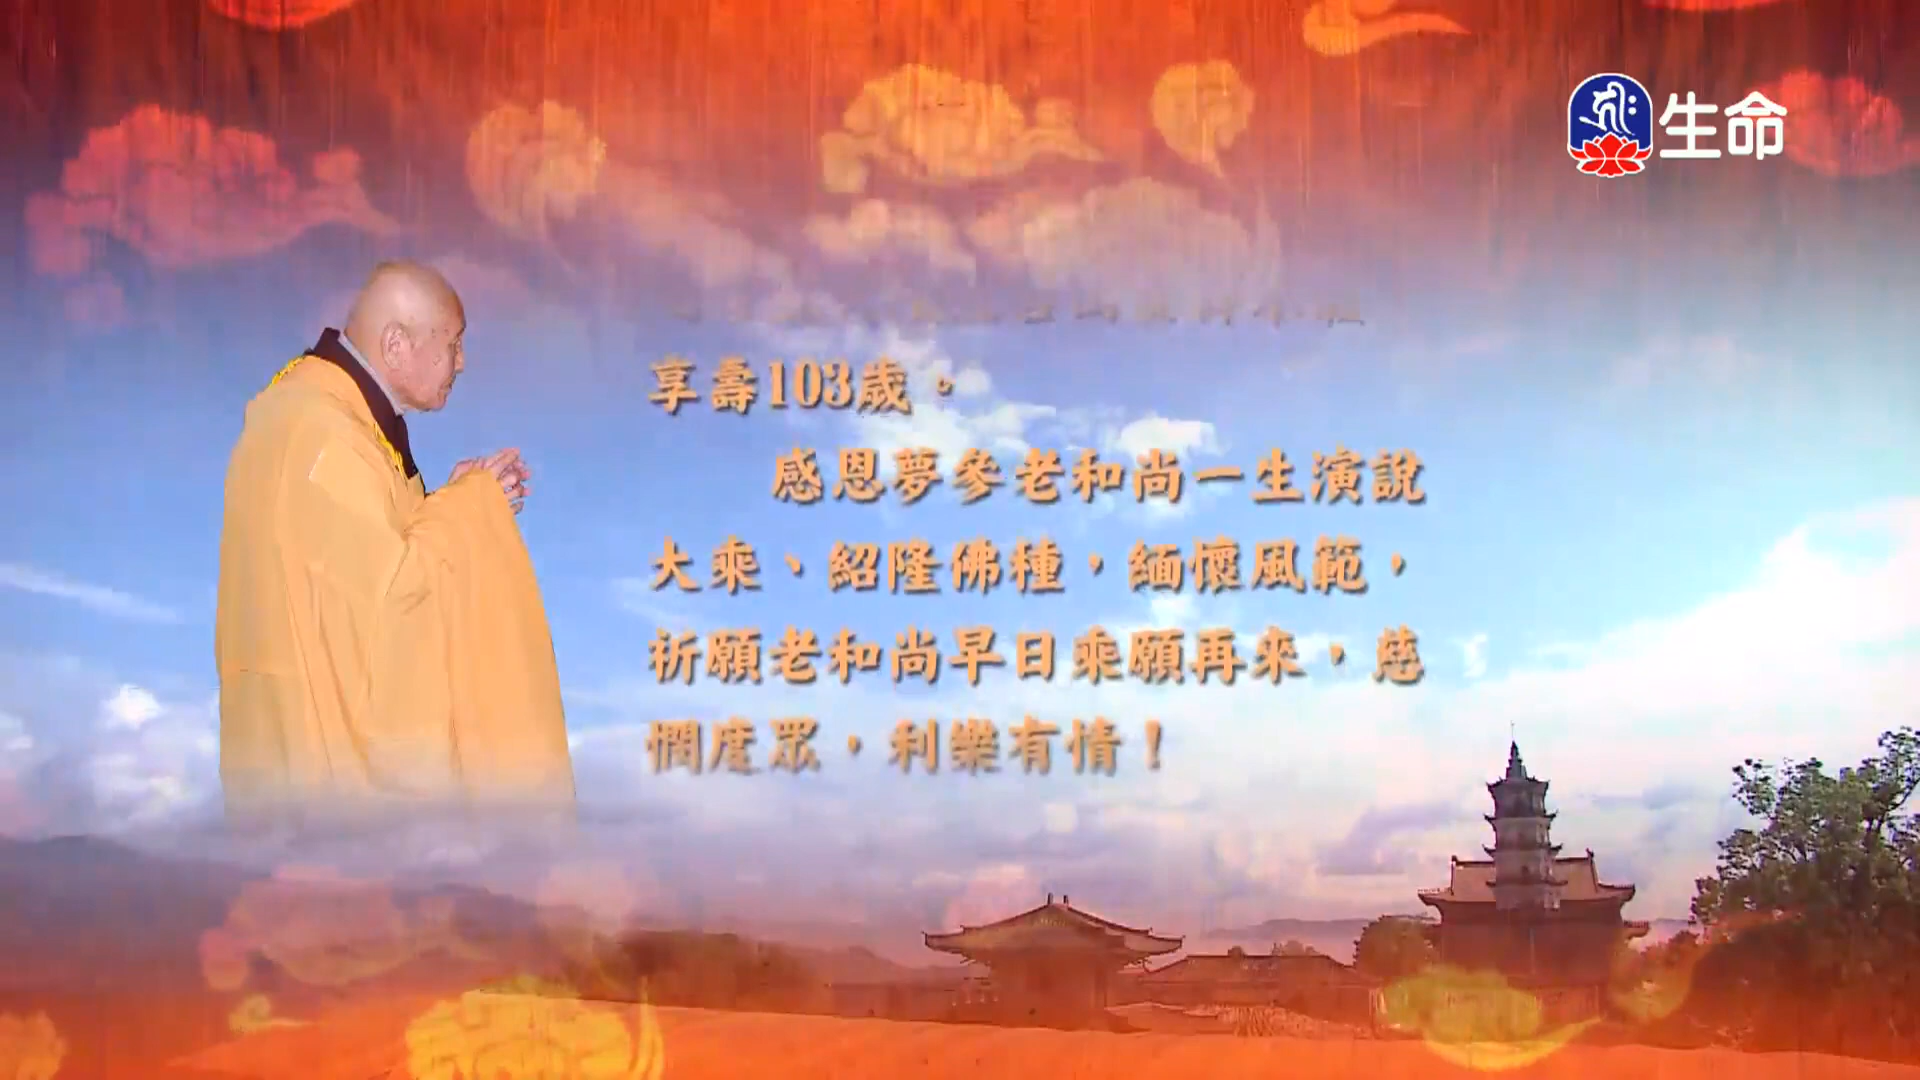 生命
享壽103歲。
感恩夢參老和尚一生演說
大乘、紹隆佛種，緬懷風範，
祈願老和尚早日乘願再來，慈
憫度眾，利樂有情！